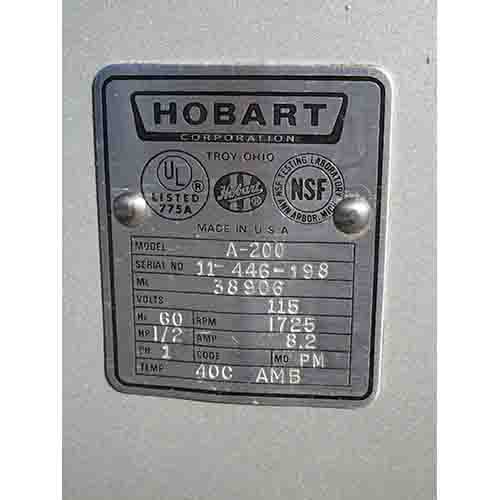 HOBART
CORPORATION
TROY, OHIO
UL ®
LISTED
775A
Hobart
H
®
NSF TESTING LABORATORY
NSF
ANN ARBOR, MICH.
MADE IN U.S.A
MODEL A-200
SERIAL NO 11-446-198
ML 38906
VOLTS 115
HZ 60 RPM 1725
HP 1/2 AMP 8.2
PH 1 CODE MO PM
TEMP 40C AMB